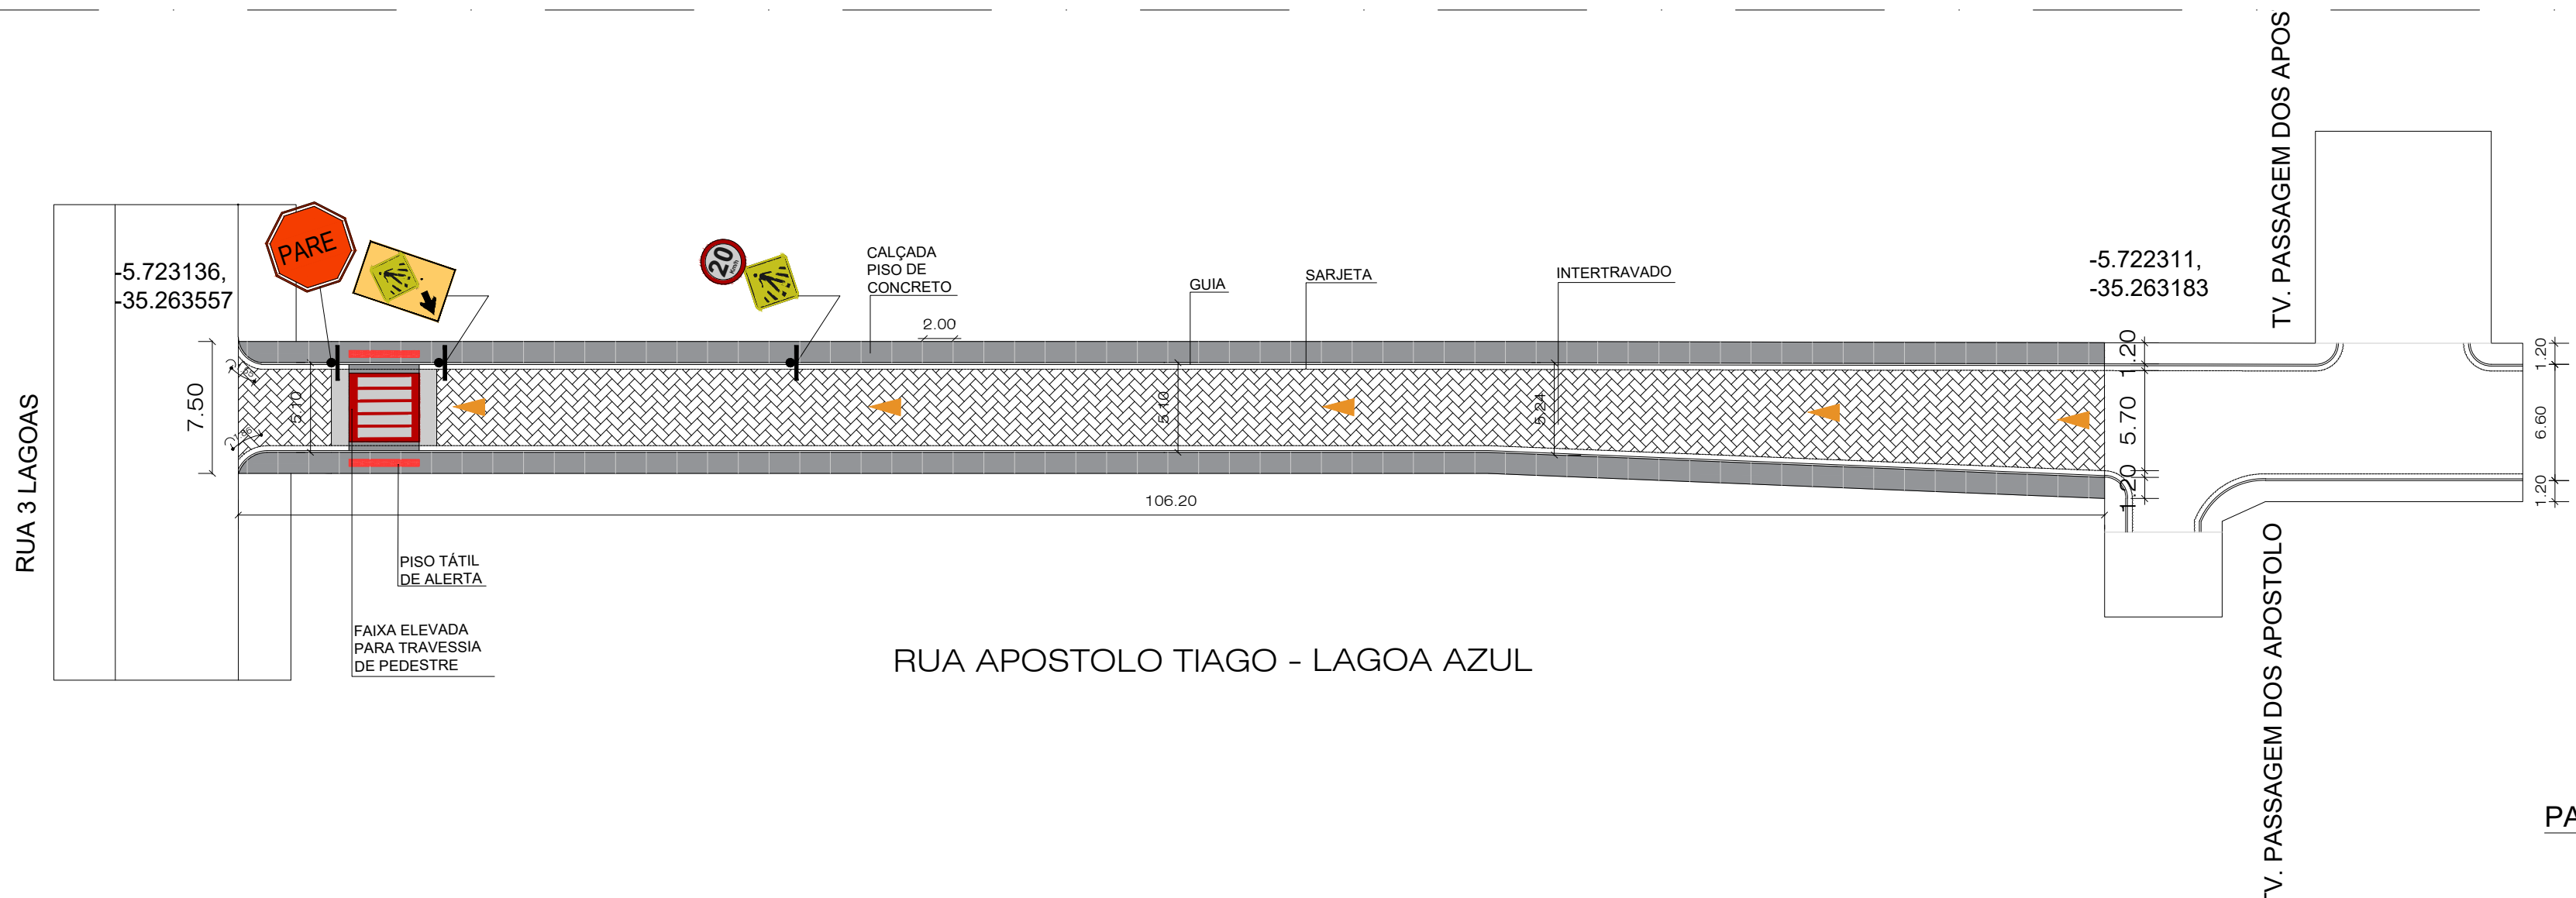 TV. PASSAGEM DOS APOS
PARE
20
Km/h
-5.723136,
-35.263557
CALÇADA
PISO DE
CONCRETO
GUIA
SARJETA
INTERTRAVADO
-5.722311,
-35.263183
2.00
RUA 3 LAGOAS
7.50
5.10
5.10
5.24
1.20
5.70
1.20
1.20
6.60
1.20
106.20
PISO TÁTIL
DE ALERTA
FAIXA ELEVADA
PARA TRAVESSIA
DE PEDESTRE
RUA APOSTOLO TIAGO - LAGOA AZUL
TV. PASSAGEM DOS APOSTOLO
PA